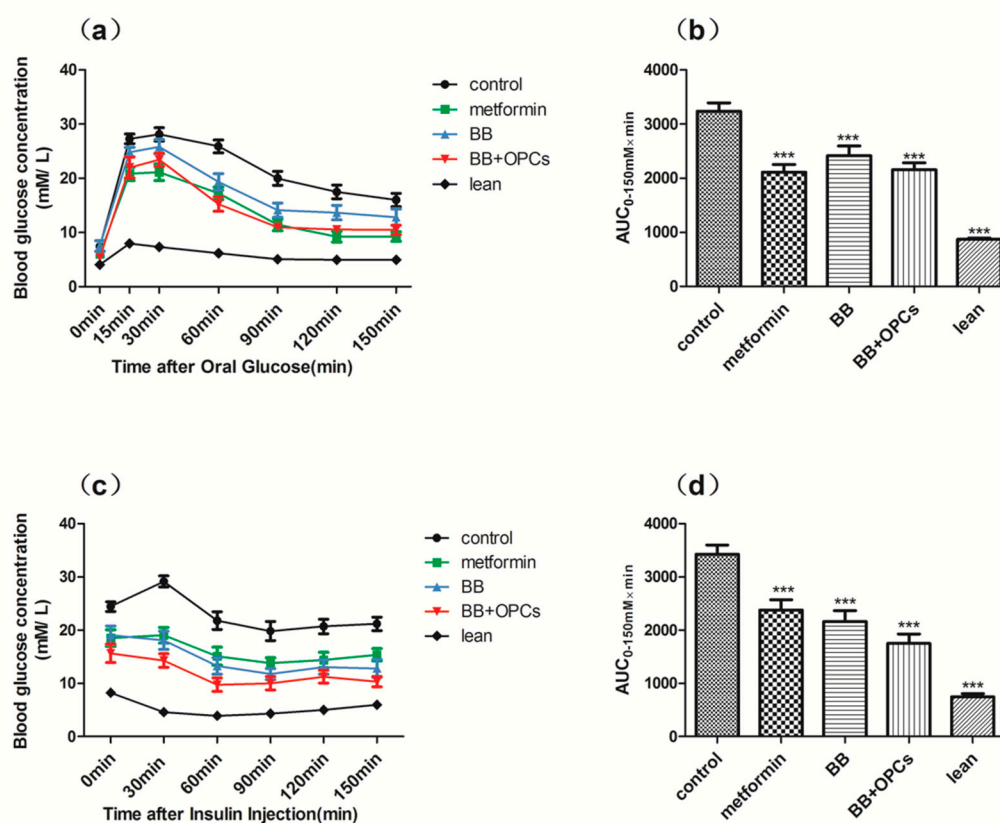 (a)
Blood glucose concentration
(mM/ L)
40
30
20
10
0
0min
15min
30min
60min
90min
120min
150min
Time after Oral Glucose(min)
control
metformin
BB
BB+OPCs
lean
(b)
AUC0-150mM×min
4000
3000
2000
1000
0
***
***
***
***
control
metformin
BB
BB+OPCs
lean
(c)
Blood glucose concentration
(mM/ L)
40
30
20
10
0
0min
30min
60min
90min
120min
150min
Time after Insulin Injection(min)
control
metformin
BB
BB+OPCs
lean
(d)
AUC0-150mM×min
4000
3000
2000
1000
0
***
***
***
***
control
metformin
BB
BB+OPCs
lean